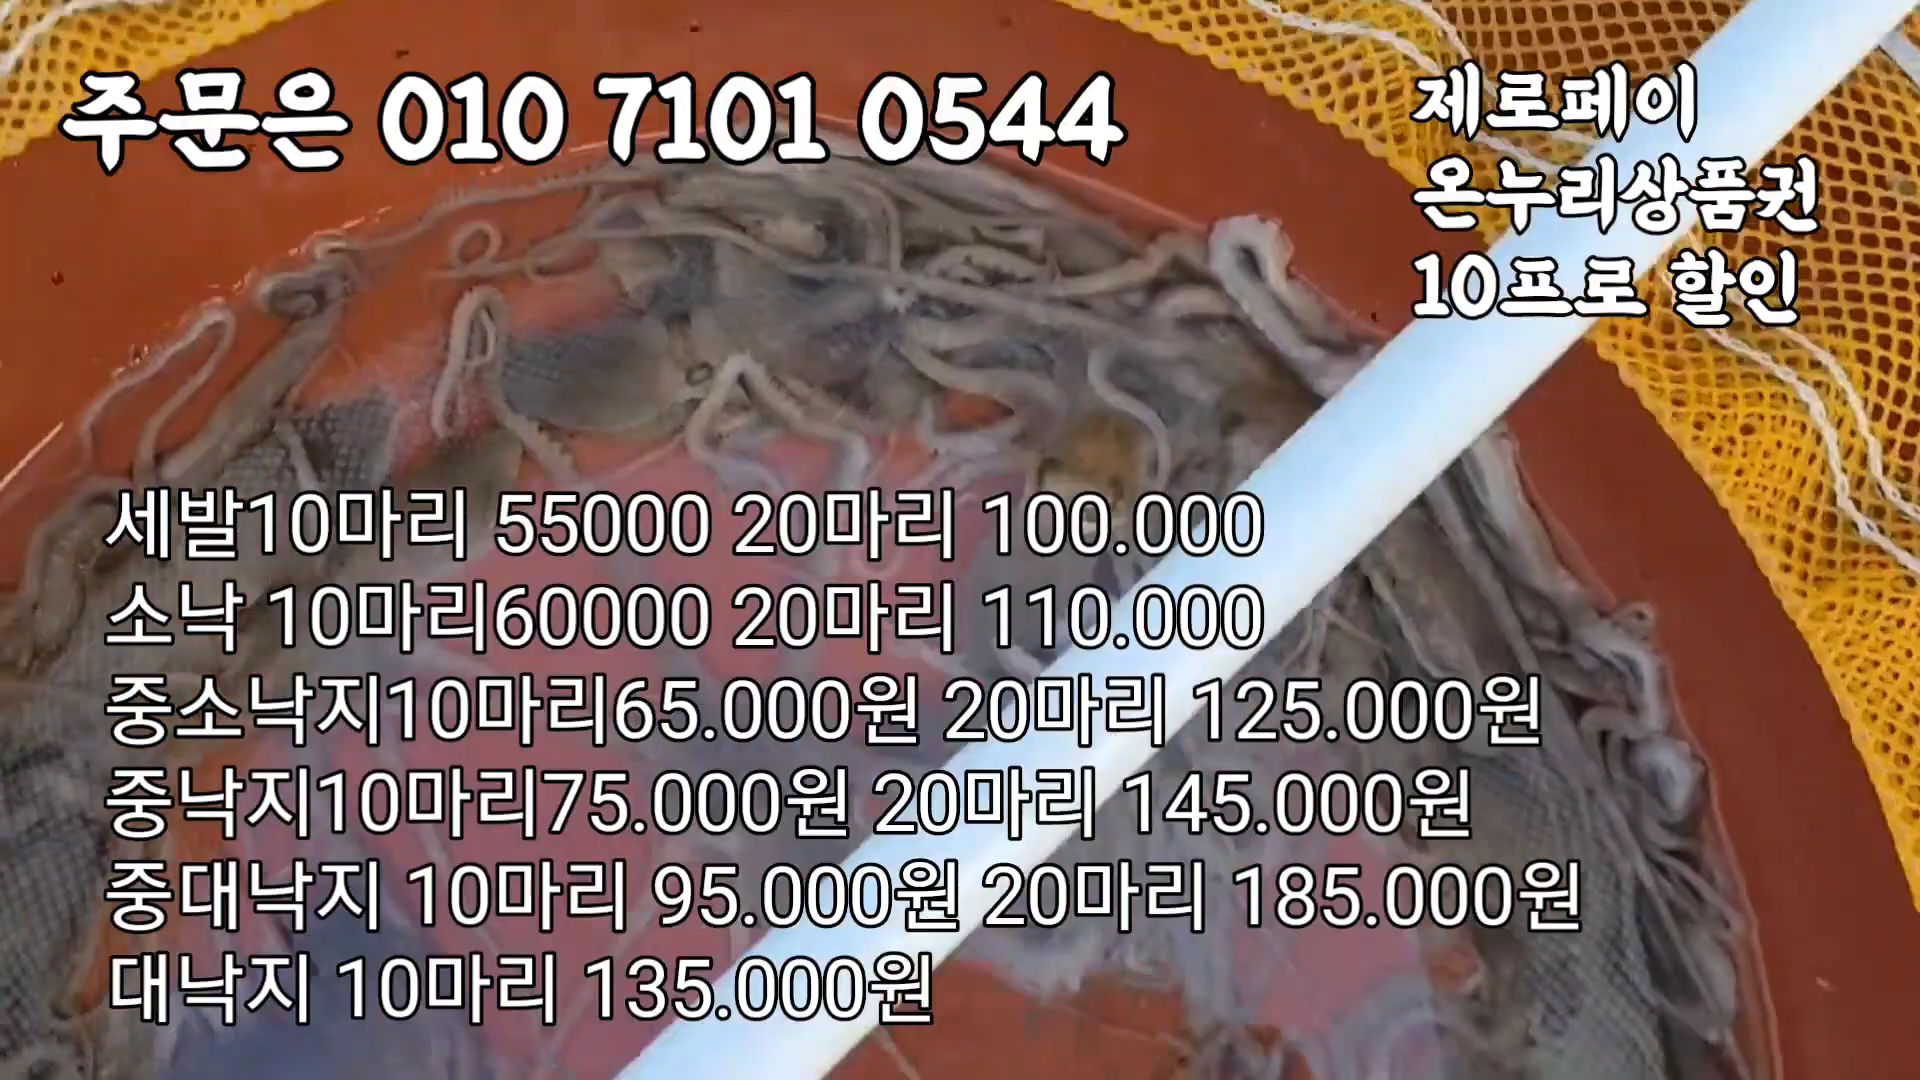 주문은 010 7101 0544
제로페이
온누리상품권
10프로 할인
세발10마리 55000 20마리 100.000
소낙 10마리60000 20마리 110.000
중소낙지10마리65.000원 20마리 125.000원
중낙지10마리75.000원 20마리 145.000원
중대낙지 10마리 95.000원 20마리 185.000원
대낙지 10마리 135.000원